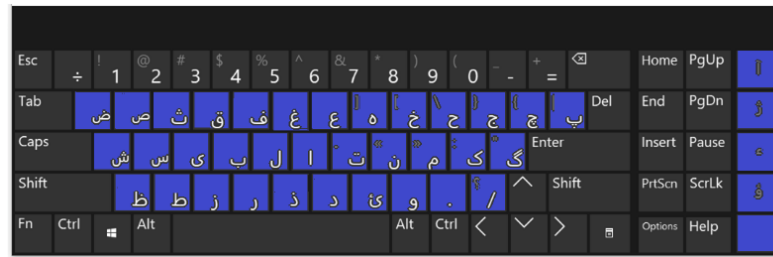 Esc ÷ ! 1 @ 2 # 3 $ 4 % 5 ^ 6 & 7 * 8 ) 9 ( 0 _ - + = Home PgUp آ
Tab ض ص ث ق ف غ ع ] ه [ خ \ ح } ج { چ | پ Del End PgDn ژ
Caps ش س ی ب ل ا ت ن م : ک " گ Enter Insert Pause ء
Shift ظ ط ز ر ذ د ئ و . ؟ / Shift PrtScn ScrLk ؤ
Fn Ctrl Alt Alt Ctrl Options Help